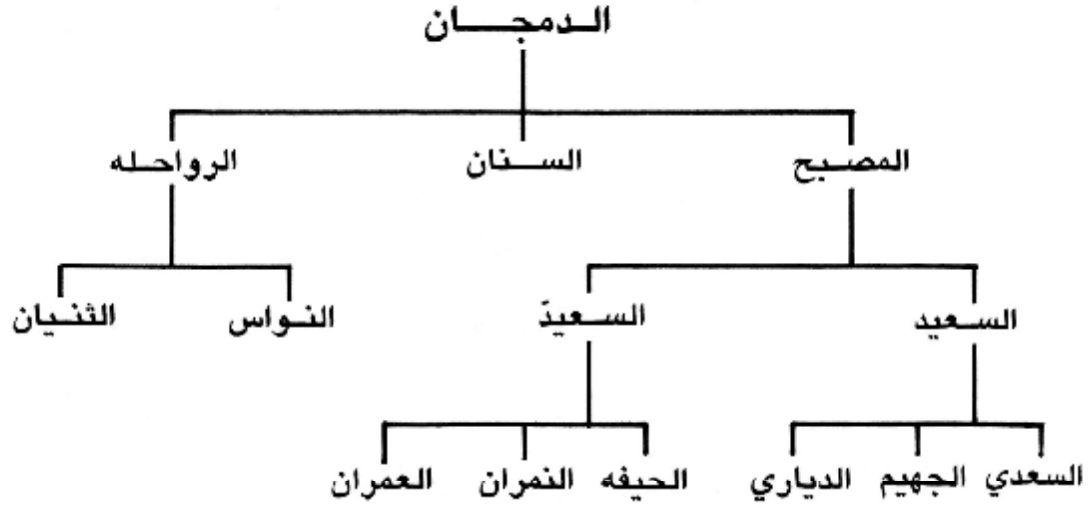 الدمجان
المصبح السنان الرواحله
السعيد السعيدّ النواس الثنيان
السعدي الجهيم الدياري الحيفه النمران العمران